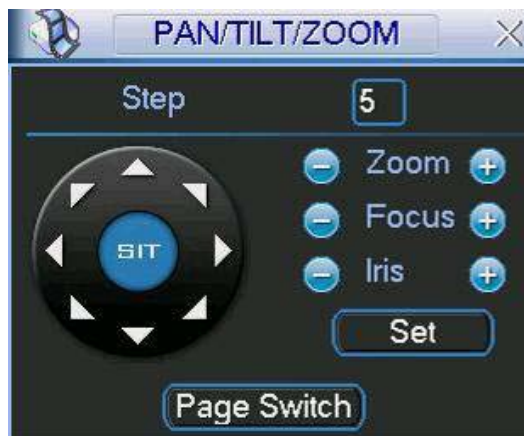 PAN/TILT/ZOOM
Step 5
Zoom
SIT
Focus
Iris
Set
Page Switch